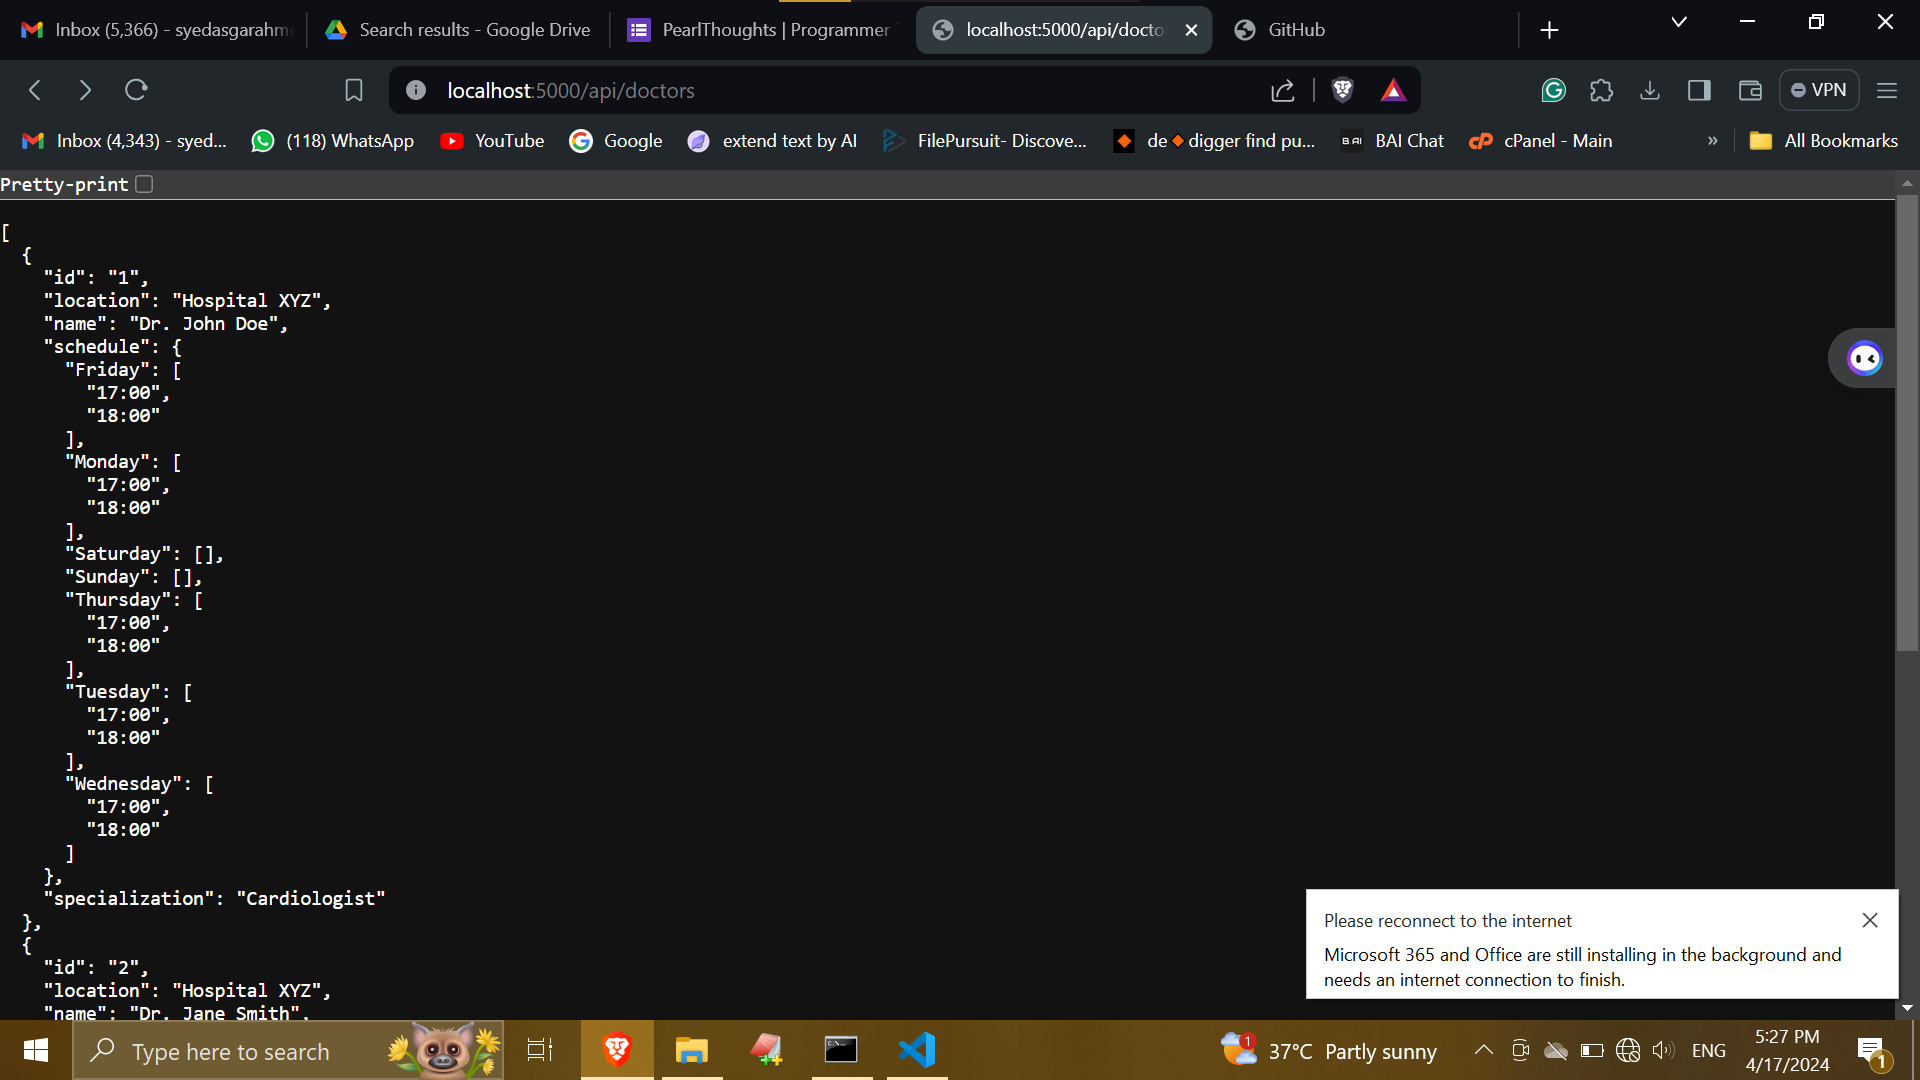 Inbox (5,366) - syedasgarahm
Search results - Google Drive
PearlThoughts | Programmer
localhost:5000/api/docto
GitHub
localhost:5000/api/doctors
VPN
Inbox (4,343) - syed...
(118) WhatsApp
YouTube
Google
extend text by AI
FilePursuit- Discove...
de digger find pu...
B AI
BAI Chat
cPanel - Main
»
All Bookmarks
Pretty-print
[
  {
    "id": "1",
    "location": "Hospital XYZ",
    "name": "Dr. John Doe",
    "schedule": {
      "Friday": [
        "17:00",
        "18:00"
      ],
      "Monday": [
        "17:00",
        "18:00"
      ],
      "Saturday": [],
      "Sunday": [],
      "Thursday": [
        "17:00",
        "18:00"
      ],
      "Tuesday": [
        "17:00",
        "18:00"
      ],
      "Wednesday": [
        "17:00",
        "18:00"
      ]
    },
    "specialization": "Cardiologist"
  },
  {
    "id": "2",
    "location": "Hospital XYZ",
    "name": "Dr. Jane Smith",
Please reconnect to the internet
Microsoft 365 and Office are still installing in the background and
needs an internet connection to finish.
Type here to search
1
37°C Partly sunny
ENG
5:27 PM
4/17/2024
1